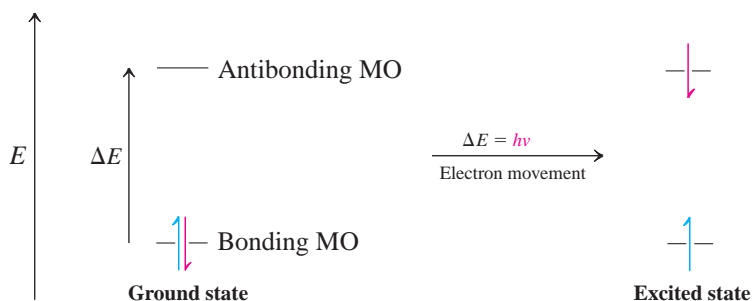 Antibonding MO
E
ΔE
ΔE = hν
Electron movement
Bonding MO
Ground state
Excited state